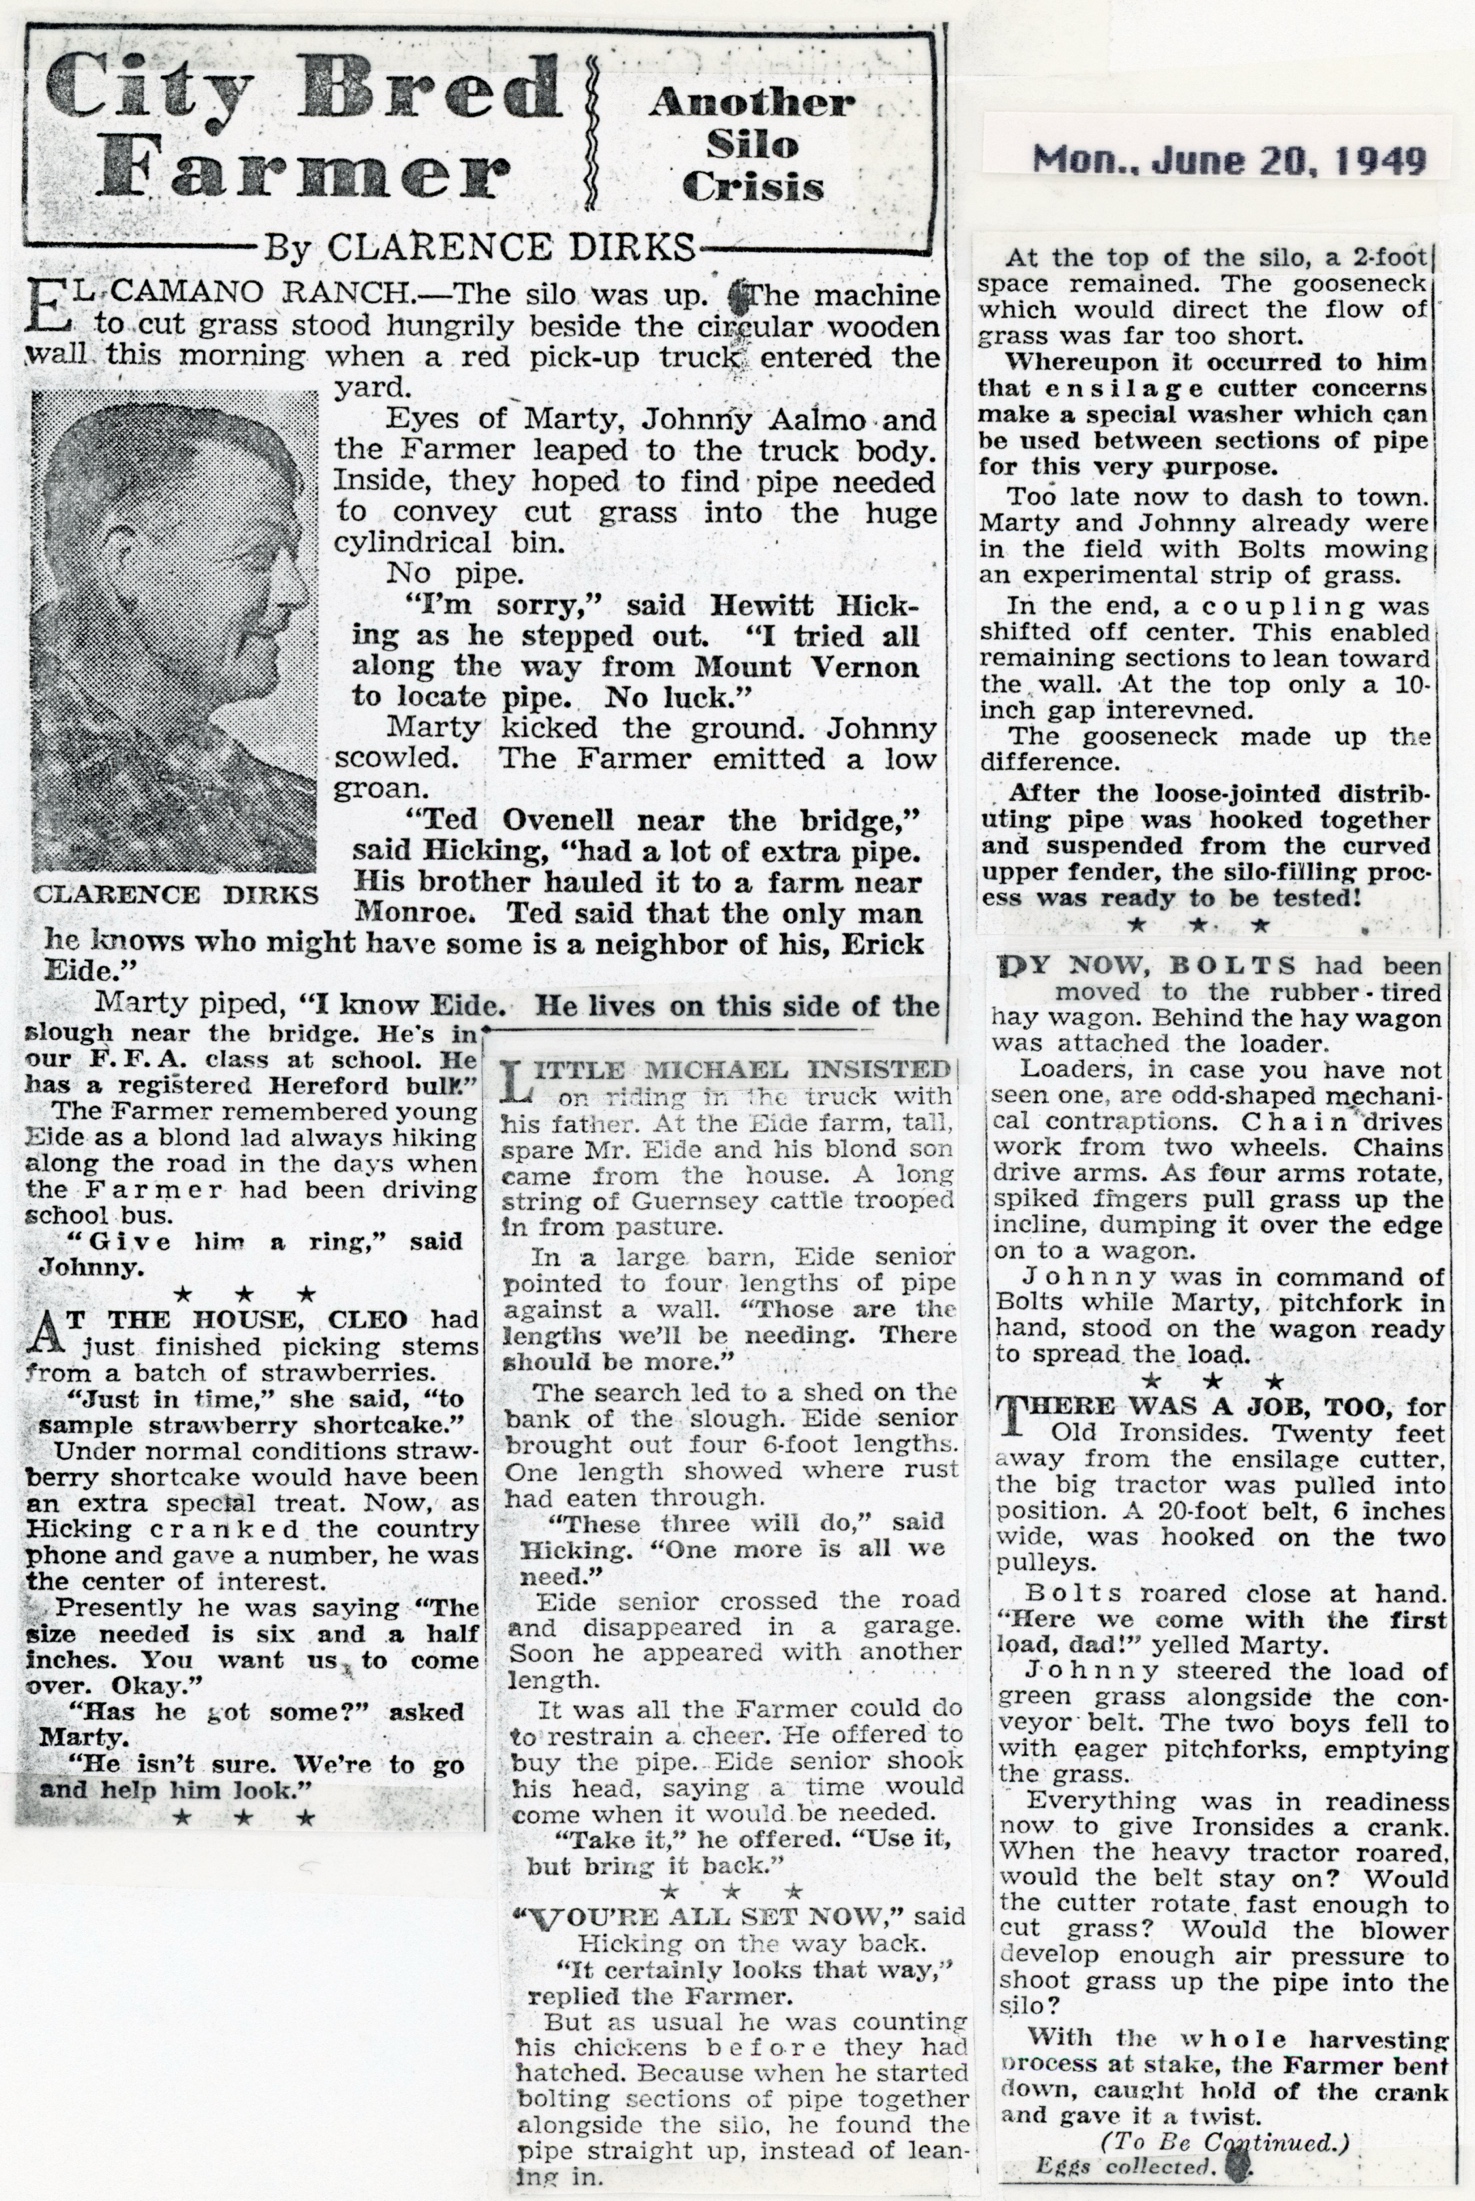 City Bred
Farmer
Another
Silo
Crisis
By CLARENCE DIRKS
Mon., June 20, 1949
EL CAMANO RANCH.—The silo was up. The machine
to cut grass stood hungrily beside the circular wooden
wall this morning when a red pick-up truck entered the
yard.
Eyes of Marty, Johnny Aalmo and
the Farmer leaped to the truck body.
Inside, they hoped to find pipe needed
to convey cut grass into the huge
cylindrical bin.
No pipe.
"I'm sorry," said Hewitt Hick-
ing as he stepped out. "I tried all
along the way from Mount Vernon
to locate pipe. No luck."
Marty kicked the ground. Johnny
scowled. The Farmer emitted a low
groan.
"Ted Ovenell near the bridge,"
said Hicking, "had a lot of extra pipe.
His brother hauled it to a farm near
Monroe. Ted said that the only man
CLARENCE DIRKS
he knows who might have some is a neighbor of his, Erick
Eide."
Marty piped, "I know Eide. He lives on this side of the
slough near the bridge. He's in
our F. F. A. class at school. He
has a registered Hereford bull."
The Farmer remembered young
Eide as a blond lad always hiking
along the road in the days when
the Farmer had been driving
school bus.
"Give him a ring," said
Johnny.
★ ★ ★
AT THE HOUSE, CLEO had
just finished picking stems
from a batch of strawberries.
"Just in time," she said, "to
sample strawberry shortcake."
Under normal conditions straw-
berry shortcake would have been
an extra special treat. Now, as
Hicking cranked the country
phone and gave a number, he was
the center of interest.
Presently he was saying "The
size needed is six and a half
inches. You want us to come
over. Okay."
"Has he got some?" asked
Marty.
"He isn't sure. We're to go
and help him look."
★ ★ ★
LITTLE MICHAEL INSISTED
on riding in the truck with
his father. At the Eide farm, tall,
spare Mr. Eide and his blond son
came from the house. A long
string of Guernsey cattle trooped
in from pasture.
In a large barn, Eide senior
pointed to four lengths of pipe
against a wall. "Those are the
lengths we'll be needing. There
should be more."
The search led to a shed on the
bank of the slough. Eide senior
brought out four 6-foot lengths.
One length showed where rust
had eaten through.
"These three will do," said
Hicking. "One more is all we
need."
Eide senior crossed the road
and disappeared in a garage.
Soon he appeared with another
length.
It was all the Farmer could do
to restrain a cheer. He offered to
buy the pipe. Eide senior shook
his head, saying a time would
come when it would be needed.
"Take it," he offered. "Use it,
but bring it back."
★ ★ ★
"YOU'RE ALL SET NOW," said
Hicking on the way back.
"It certainly looks that way,"
replied the Farmer.
But as usual he was counting
his chickens before they had
hatched. Because when he started
bolting sections of pipe together
alongside the silo, he found the
pipe straight up, instead of lean-
ing in.
At the top of the silo, a 2-foot
space remained. The gooseneck
which would direct the flow of
grass was far too short.
Whereupon it occurred to him
that ensilage cutter concerns
make a special washer which can
be used between sections of pipe
for this very purpose.
Too late now to dash to town.
Marty and Johnny already were
in the field with Bolts mowing
an experimental strip of grass.
In the end, a coupling was
shifted off center. This enabled
remaining sections to lean toward
the wall. At the top only a 10-
inch gap interevned.
The gooseneck made up the
difference.
After the loose-jointed distrib-
uting pipe was hooked together
and suspended from the curved
upper fender, the silo-filling proc-
ess was ready to be tested!
★ ★ ★
BY NOW, BOLTS had been
moved to the rubber-tired
hay wagon. Behind the hay wagon
was attached the loader.
Loaders, in case you have not
seen one, are odd-shaped mechani-
cal contraptions. Chain drives
work from two wheels. Chains
drive arms. As four arms rotate,
spiked fingers pull grass up the
incline, dumping it over the edge
on to a wagon.
Johnny was in command of
Bolts while Marty, pitchfork in
hand, stood on the wagon ready
to spread the load.
★ ★ ★
THERE WAS A JOB, TOO, for
Old Ironsides. Twenty feet
away from the ensilage cutter,
the big tractor was pulled into
position. A 20-foot belt, 6 inches
wide, was hooked on the two
pulleys.
Bolts roared close at hand.
"Here we come with the first
load, dad!" yelled Marty.
Johnny steered the load of
green grass alongside the con-
veyor belt. The two boys fell to
with eager pitchforks, emptying
the grass.
Everything was in readiness
now to give Ironsides a crank.
When the heavy tractor roared,
would the belt stay on? Would
the cutter rotate fast enough to
cut grass? Would the blower
develop enough air pressure to
shoot grass up the pipe into the
silo?
With the whole harvesting
process at stake, the Farmer bent
down, caught hold of the crank
and gave it a twist.
(To Be Continued.)
Eggs collected,